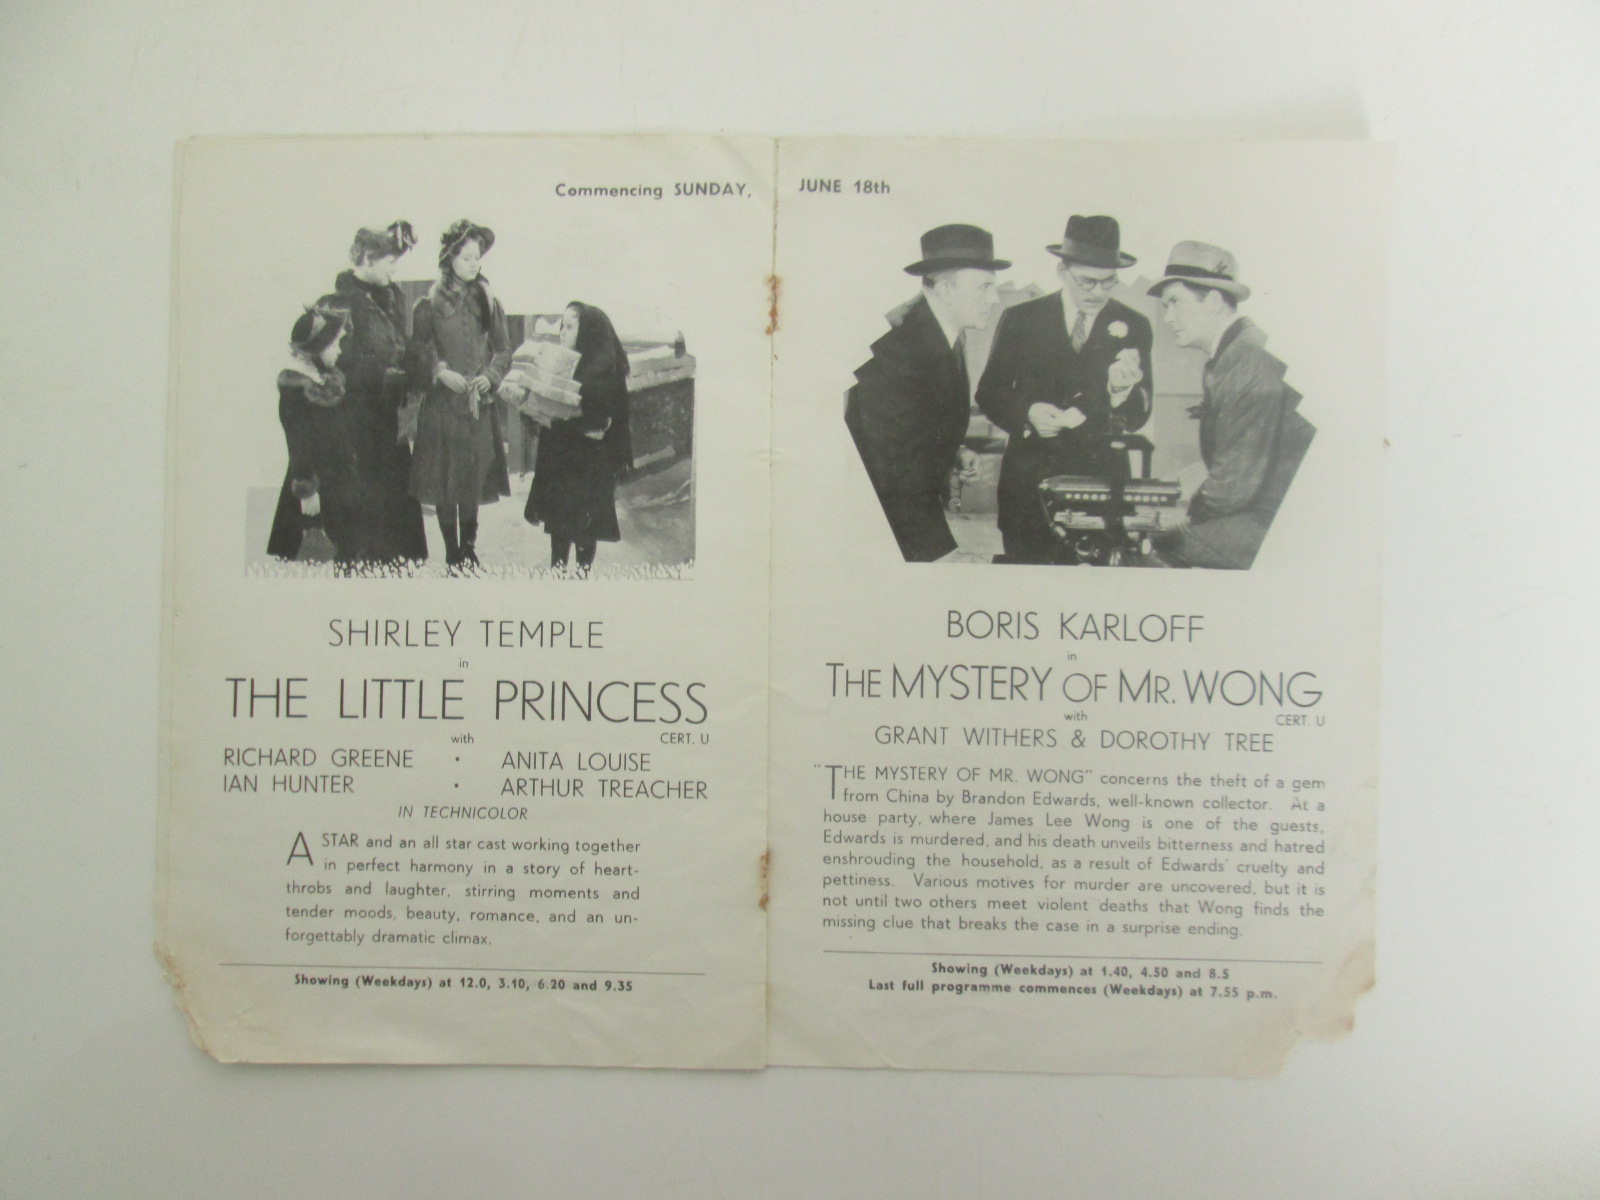 Commencing SUNDAY, JUNE 18th
SHIRLEY TEMPLE
in
THE LITTLE PRINCESS
with CERT. U
RICHARD GREENE · ANITA LOUISE
IAN HUNTER · ARTHUR TREACHER
IN TECHNICOLOR
A STAR and an all star cast working together
in perfect harmony in a story of heart-
throbs and laughter, stirring moments and
tender moods, beauty, romance, and an un-
forgettably dramatic climax.
Showing (Weekdays) at 12.0, 3.10, 6.20 and 9.35
BORIS KARLOFF
in
THE MYSTERY OF MR. WONG
with CERT. U
GRANT WITHERS & DOROTHY TREE
"THE MYSTERY OF MR. WONG" concerns the theft of a gem
from China by Brandon Edwards, well-known collector. At a
house party, where James Lee Wong is one of the guests,
Edwards is murdered, and his death unveils bitterness and hatred
enshrouding the household, as a result of Edwards' cruelty and
pettiness. Various motives for murder are uncovered, but it is
not until two others meet violent deaths that Wong finds the
missing clue that breaks the case in a surprise ending.
Showing (Weekdays) at 1.40, 4.50 and 8.5
Last full programme commences (Weekdays) at 7.55 p.m.